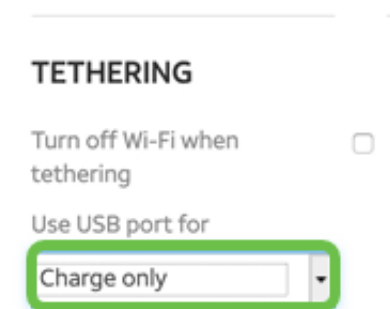 TETHERING
Turn off Wi-Fi when
tethering
Use USB port for
Charge only